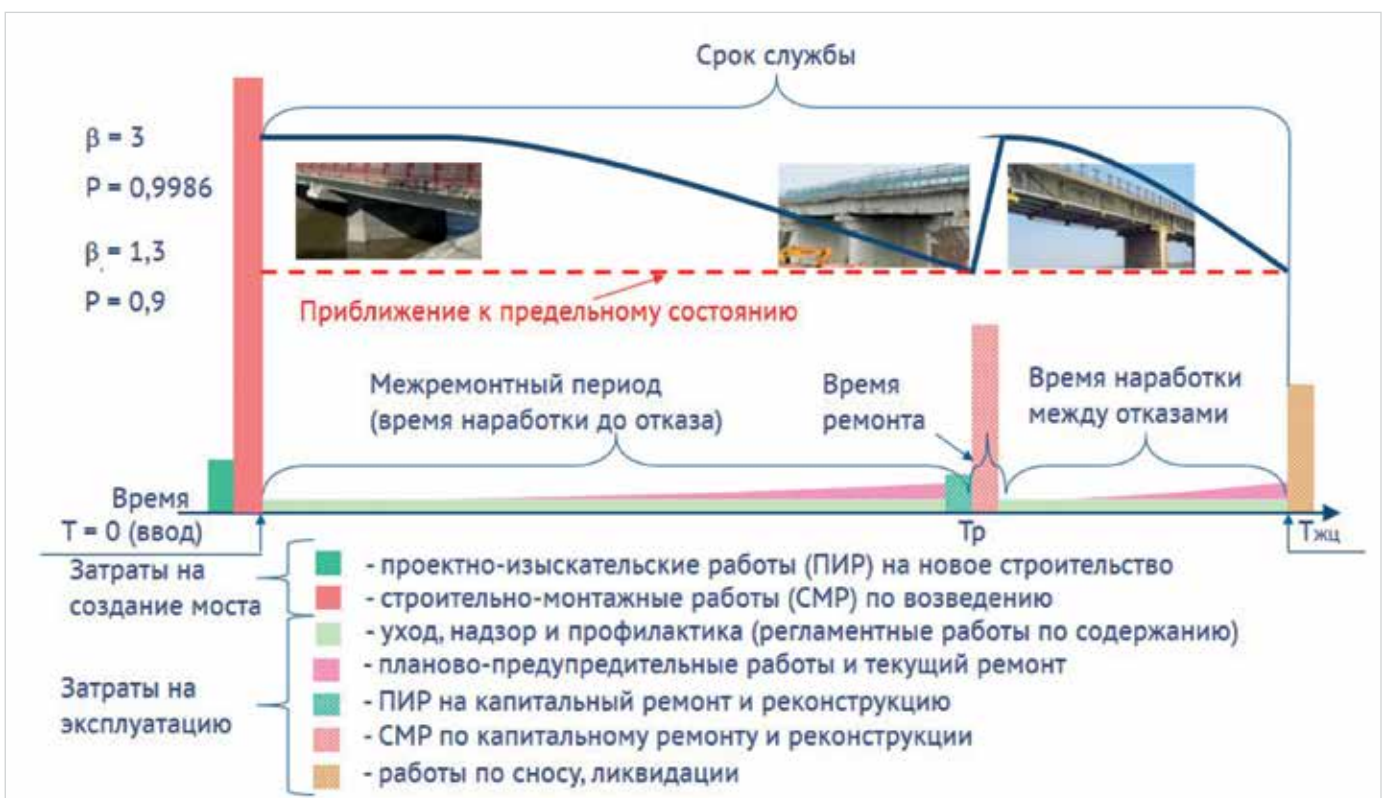 Срок службы
β = 3
P = 0,9986
β = 1,3
P = 0,9
Приближение к предельному состоянию
Межремонтный период
(время наработки до отказа)
Время
ремонта
Время наработки
между отказами
Время
T = 0 (ввод)
Тр
Тжц
Затраты на
создание моста
- проектно-изыскательские работы (ПИР) на новое строительство
- строительно-монтажные работы (СМР) по возведению
Затраты на
эксплуатацию
- уход, надзор и профилактика (регламентные работы по содержанию)
- планово-предупредительные работы и текущий ремонт
- ПИР на капитальный ремонт и реконструкцию
- СМР по капитальному ремонту и реконструкции
- работы по сносу, ликвидации